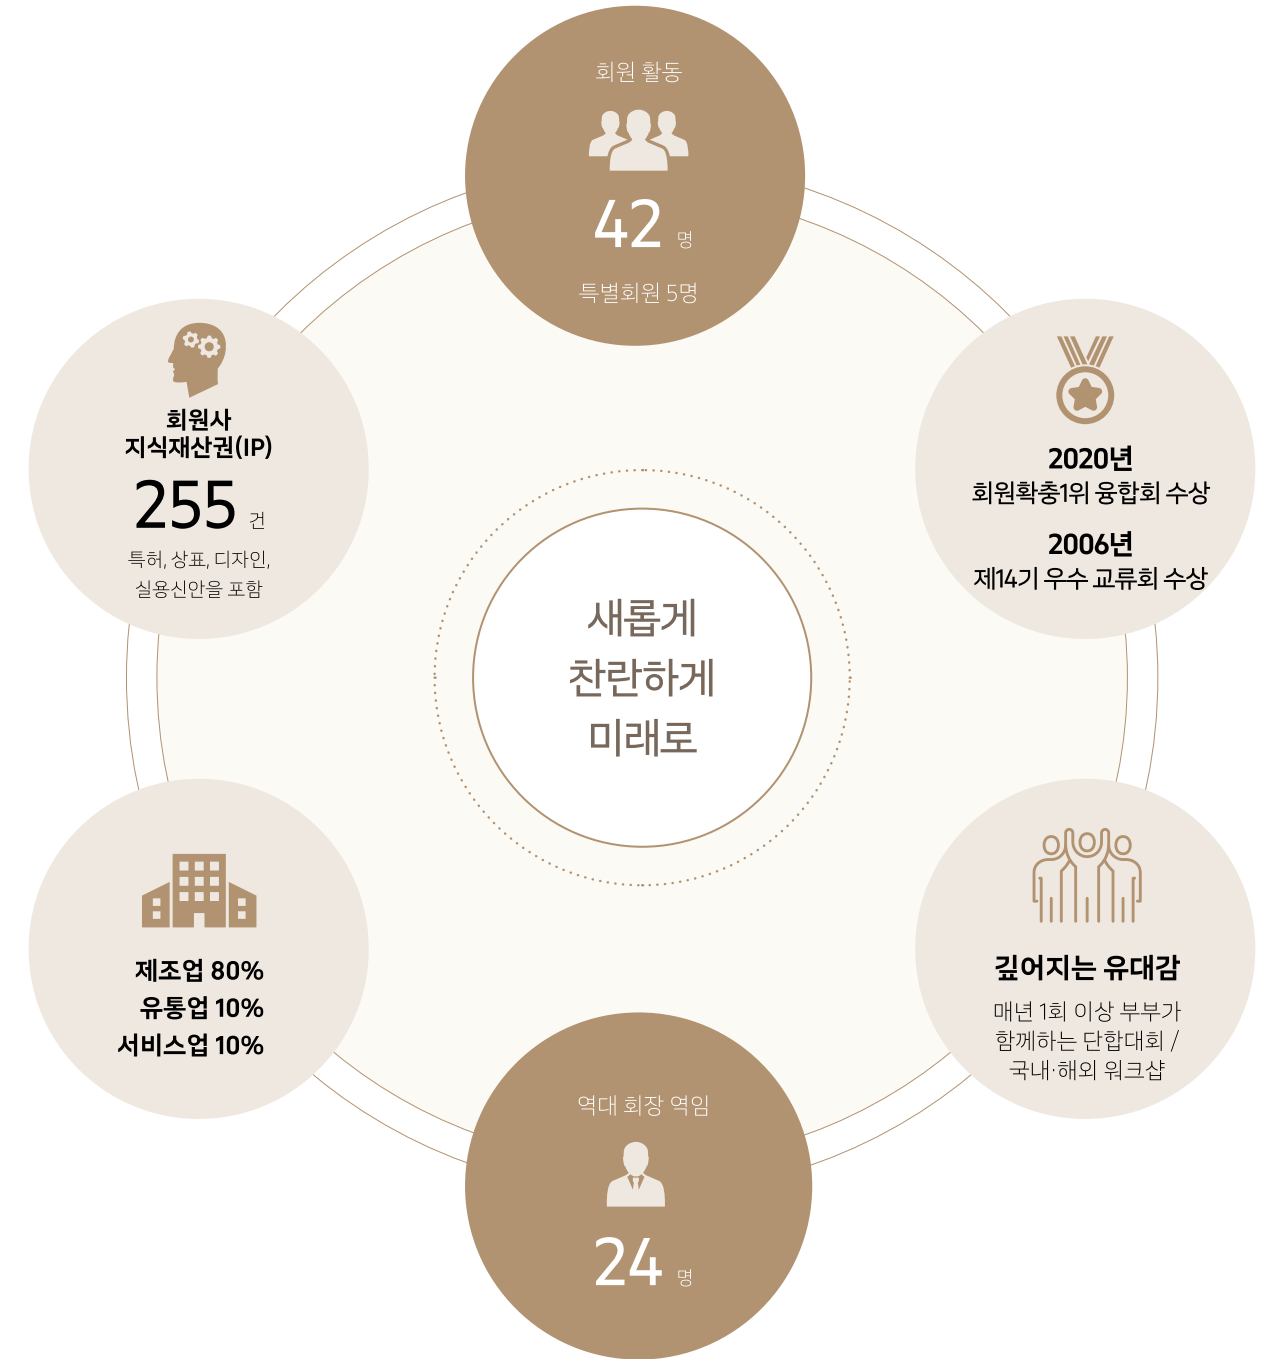 회원 활동
42 명
특별회원 5명
회원사
지식재산권(IP)
255 건
특허, 상표, 디자인,
실용신안을 포함
2020년
회원확충1위 융합회 수상
2006년
제14기 우수 교류회 수상
새롭게
찬란하게
미래로
제조업 80%
유통업 10%
서비스업 10%
깊어지는 유대감
매년 1회 이상 부부가
함께하는 단합대회 /
국내·해외 워크샵
역대 회장 역임
24 명